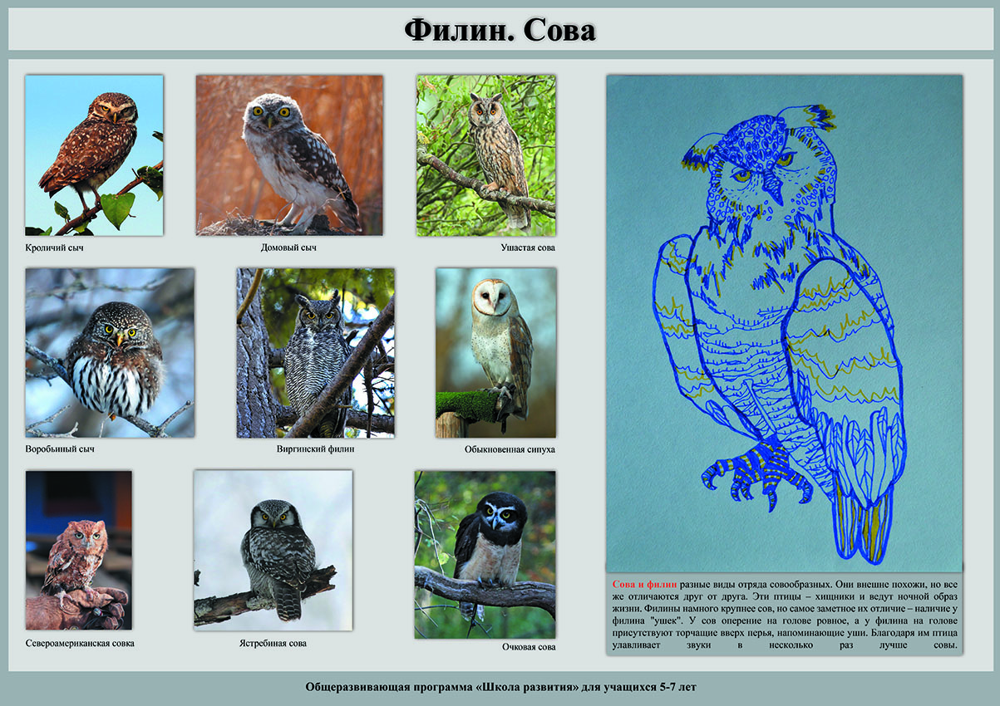 Филин. Сова
Кроличий сыч
Домовый сыч
Ушастая сова
Воробьиный сыч
Виргинский филин
Обыкновенная сипуха
Североамериканская совка
Ястребиная сова
Очковая сова
Сова и филин разные виды отряда совообразных. Они внешне похожи, но все
же отличаются друг от друга. Эти птицы – хищники и ведут ночной образ
жизни. Филины намного крупнее сов, но самое заметное их отличие – наличие у
филина "ушек". У сов оперение на голове ровное, а у филина на голове
присутствуют торчащие вверх перья, напоминающие уши. Благодаря им птица
улавливает звуки в несколько раз лучше совы.
Общеразвивающая программа «Школа развития» для учащихся 5-7 лет